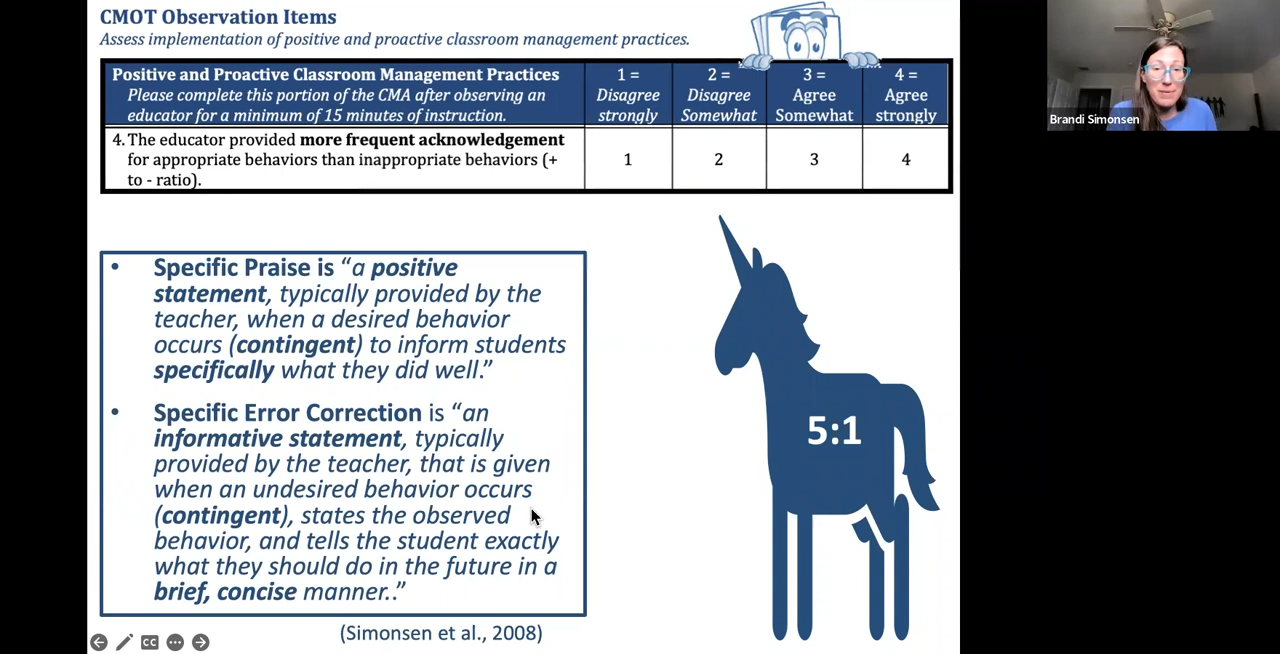 CMOT Observation Items
Assess implementation of positive and proactive classroom management practices.
Positive and Proactive Classroom Management Practices
Please complete this portion of the CMA after observing an
educator for a minimum of 15 minutes of instruction.
1 =
Disagree
strongly
2 =
Disagree
Somewhat
3 =
Agree
Somewhat
4 =
Agree
strongly
4. The educator provided more frequent acknowledgement
for appropriate behaviors than inappropriate behaviors (+
to - ratio).
1
2
3
4
Brandi Simonsen
• Specific Praise is “a positive
statement, typically provided by the
teacher, when a desired behavior
occurs (contingent) to inform students
specifically what they did well.”
• Specific Error Correction is “an
informative statement, typically
provided by the teacher, that is given
when an undesired behavior occurs
(contingent), states the observed
behavior, and tells the student exactly
what they should do in the future in a
brief, concise manner..”
5:1
(Simonsen et al., 2008)
CC